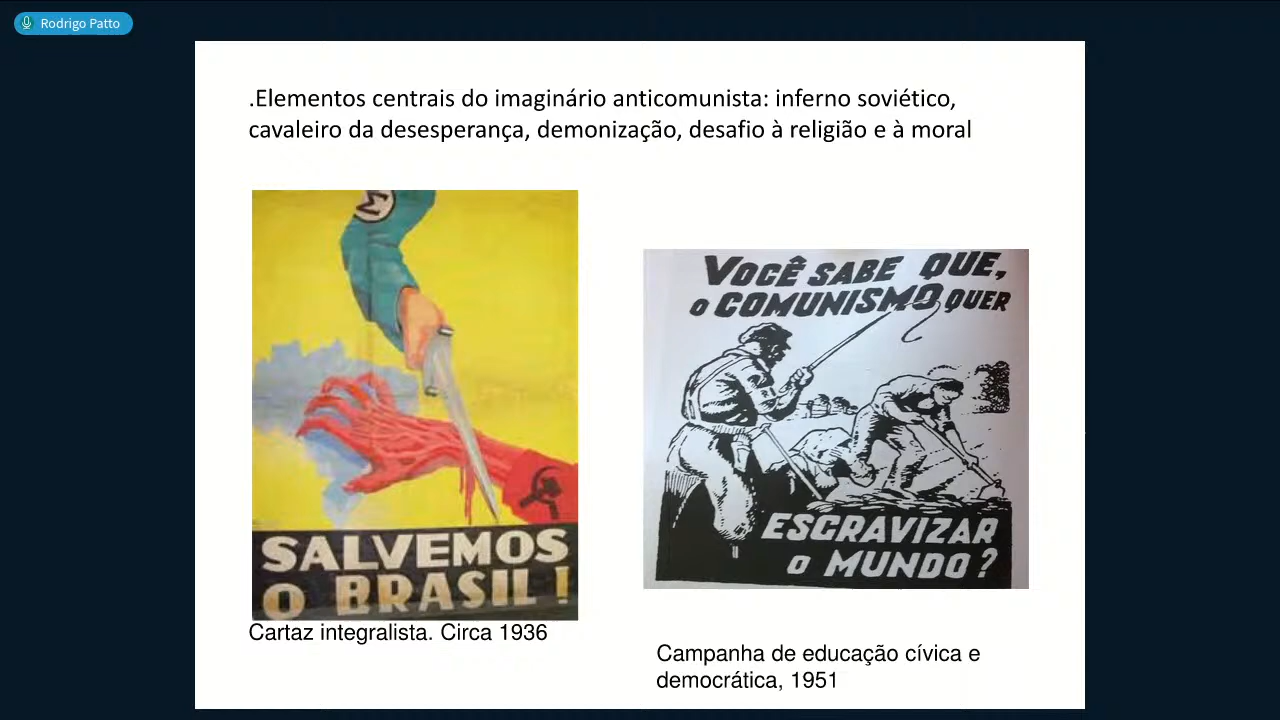 Rodrigo Patto
.Elementos centrais do imaginário anticomunista: inferno soviético,
cavaleiro da desesperança, demonização, desafio à religião e à moral
Σ
SALVEMOS
O BRASIL!
Cartaz integralista. Circa 1936
VOCÊ SABE QUE,
O COMUNISMO QUER
ESCRAVIZAR
O MUNDO?
Campanha de educação cívica e
democrática, 1951